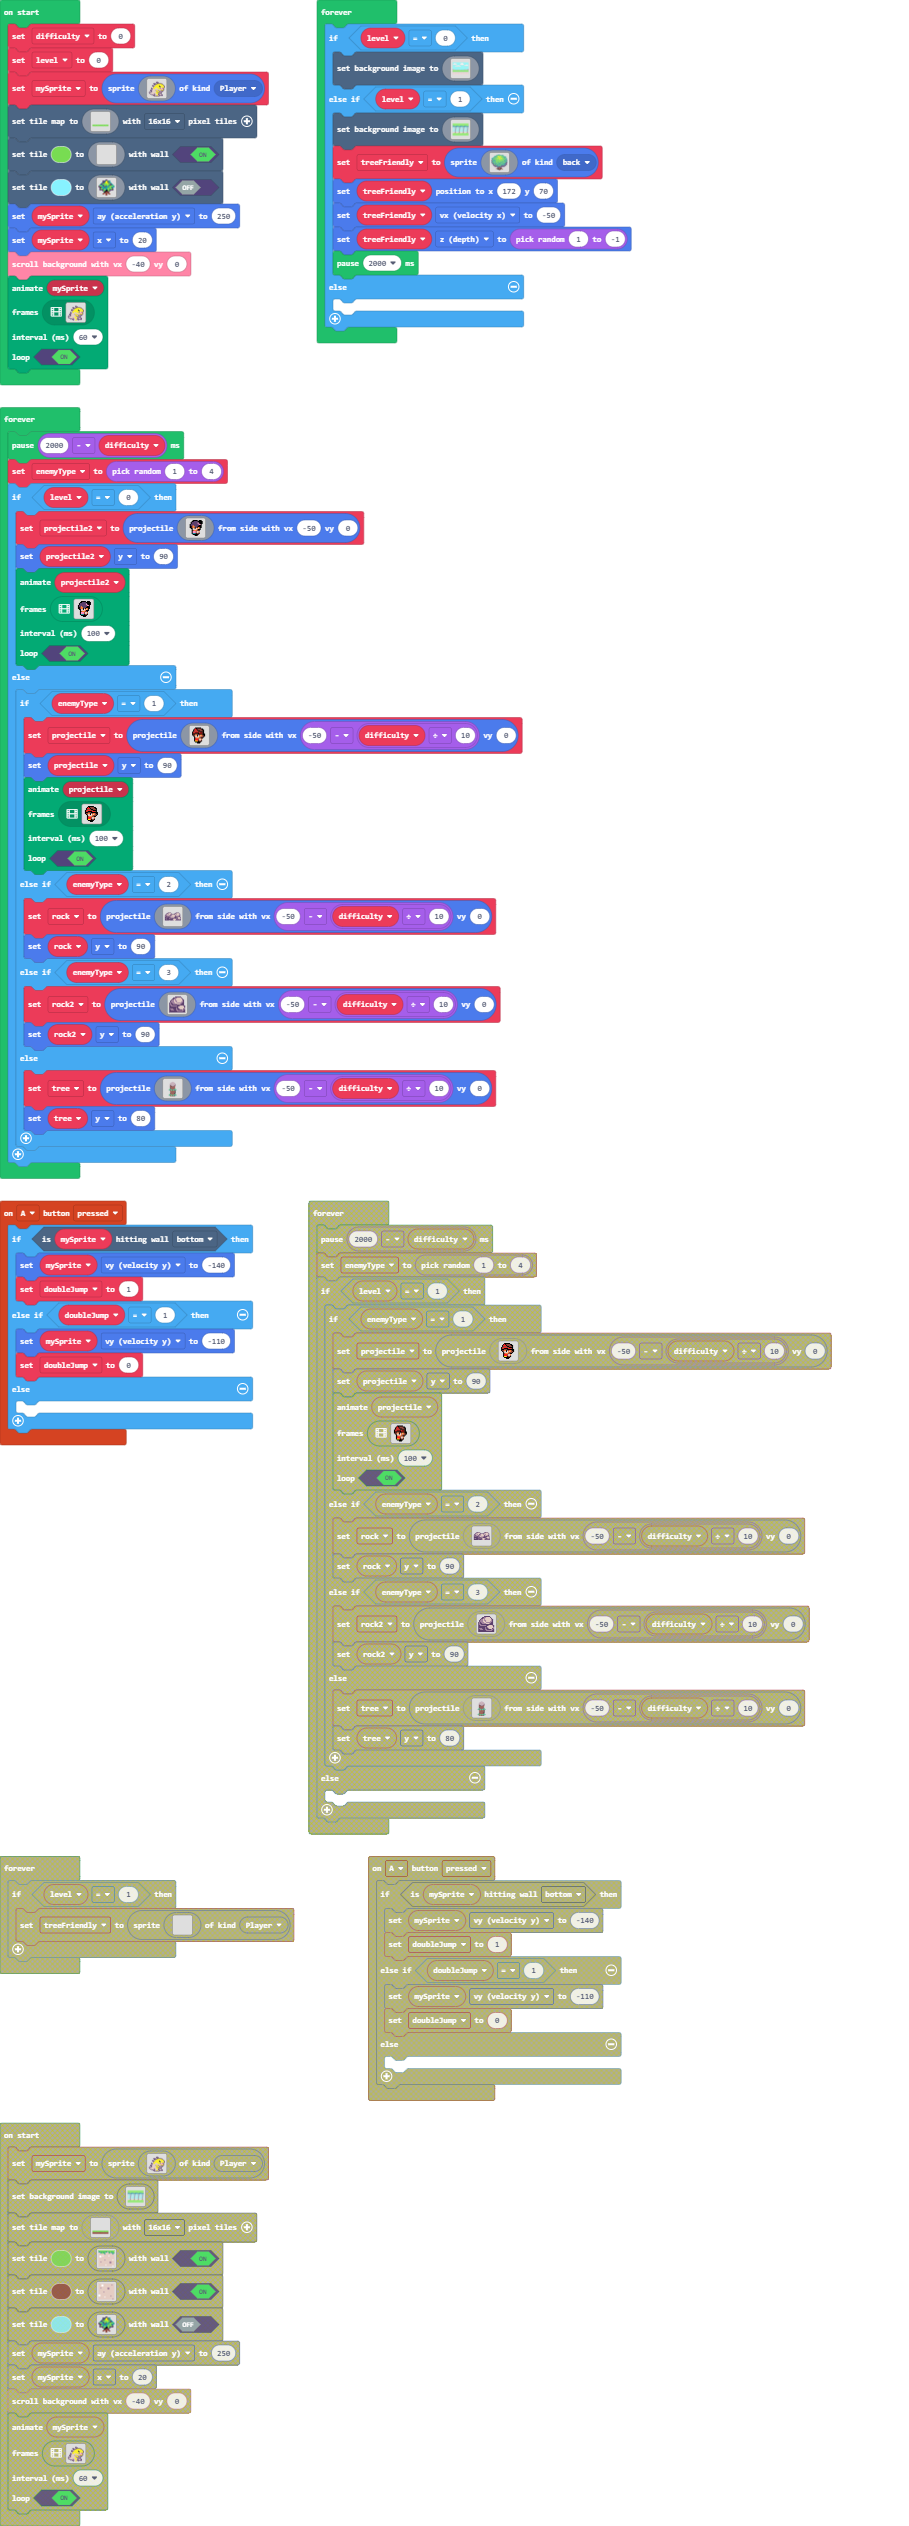 on start
set difficulty to 0
set level to 0
set mySprite to sprite of kind Player
set tile map to with 16x16 pixel tiles
set tile to with wall ON
set tile to with wall OFF
set mySprite ay (acceleration y) to 250
set mySprite x to 20
scroll background with vx -40 vy 0
animate mySprite
frames
interval (ms) 60
loop ON
forever
if level = 0 then
set background image to
else if level = 1 then
set background image to
set treeFriendly to sprite of kind back
set treeFriendly position to x 172 y 70
set treeFriendly vx (velocity x) to -50
set treeFriendly z (depth) to pick random 1 to -1
pause 2000 ms
else
forever
pause 2000 - difficulty ms
set enemyType to pick random 1 to 4
if level = 0 then
set projectile2 to projectile from side with vx -50 vy 0
set projectile2 y to 90
animate projectile2
frames
interval (ms) 100
loop ON
else
if enemyType = 1 then
set projectile to projectile from side with vx -50 - difficulty ÷ 10 vy 0
set projectile y to 90
animate projectile
frames
interval (ms) 100
loop ON
else if enemyType = 2 then
set rock to projectile from side with vx -50 - difficulty ÷ 10 vy 0
set rock y to 90
else if enemyType = 3 then
set rock2 to projectile from side with vx -50 - difficulty ÷ 10 vy 0
set rock2 y to 90
else
set tree to projectile from side with vx -50 - difficulty ÷ 10 vy 0
set tree y to 80
on A button pressed
if is mySprite hitting wall bottom then
set mySprite vy (velocity y) to -140
set doubleJump to 1
else if doubleJump = 1 then
set mySprite vy (velocity y) to -110
set doubleJump to 0
else
forever
pause 2000 - difficulty ms
set enemyType to pick random 1 to 4
if level = 1 then
if enemyType = 1 then
set projectile to projectile from side with vx -50 - difficulty ÷ 10 vy 0
set projectile y to 90
animate projectile
frames
interval (ms) 100
loop ON
else if enemyType = 2 then
set rock to projectile from side with vx -50 - difficulty ÷ 10 vy 0
set rock y to 90
else if enemyType = 3 then
set rock2 to projectile from side with vx -50 - difficulty ÷ 10 vy 0
set rock2 y to 90
else
set tree to projectile from side with vx -50 - difficulty ÷ 10 vy 0
set tree y to 80
else
forever
if level = 1 then
set treeFriendly to sprite of kind Player
on A button pressed
if is mySprite hitting wall bottom then
set mySprite vy (velocity y) to -140
set doubleJump to 1
else if doubleJump = 1 then
set mySprite vy (velocity y) to -110
set doubleJump to 0
else
on start
set mySprite to sprite of kind Player
set background image to
set tile map to with 16x16 pixel tiles
set tile to with wall ON
set tile to with wall ON
set tile to with wall OFF
set mySprite ay (acceleration y) to 250
set mySprite x to 20
scroll background with vx -40 vy 0
animate mySprite
frames
interval (ms) 60
loop ON